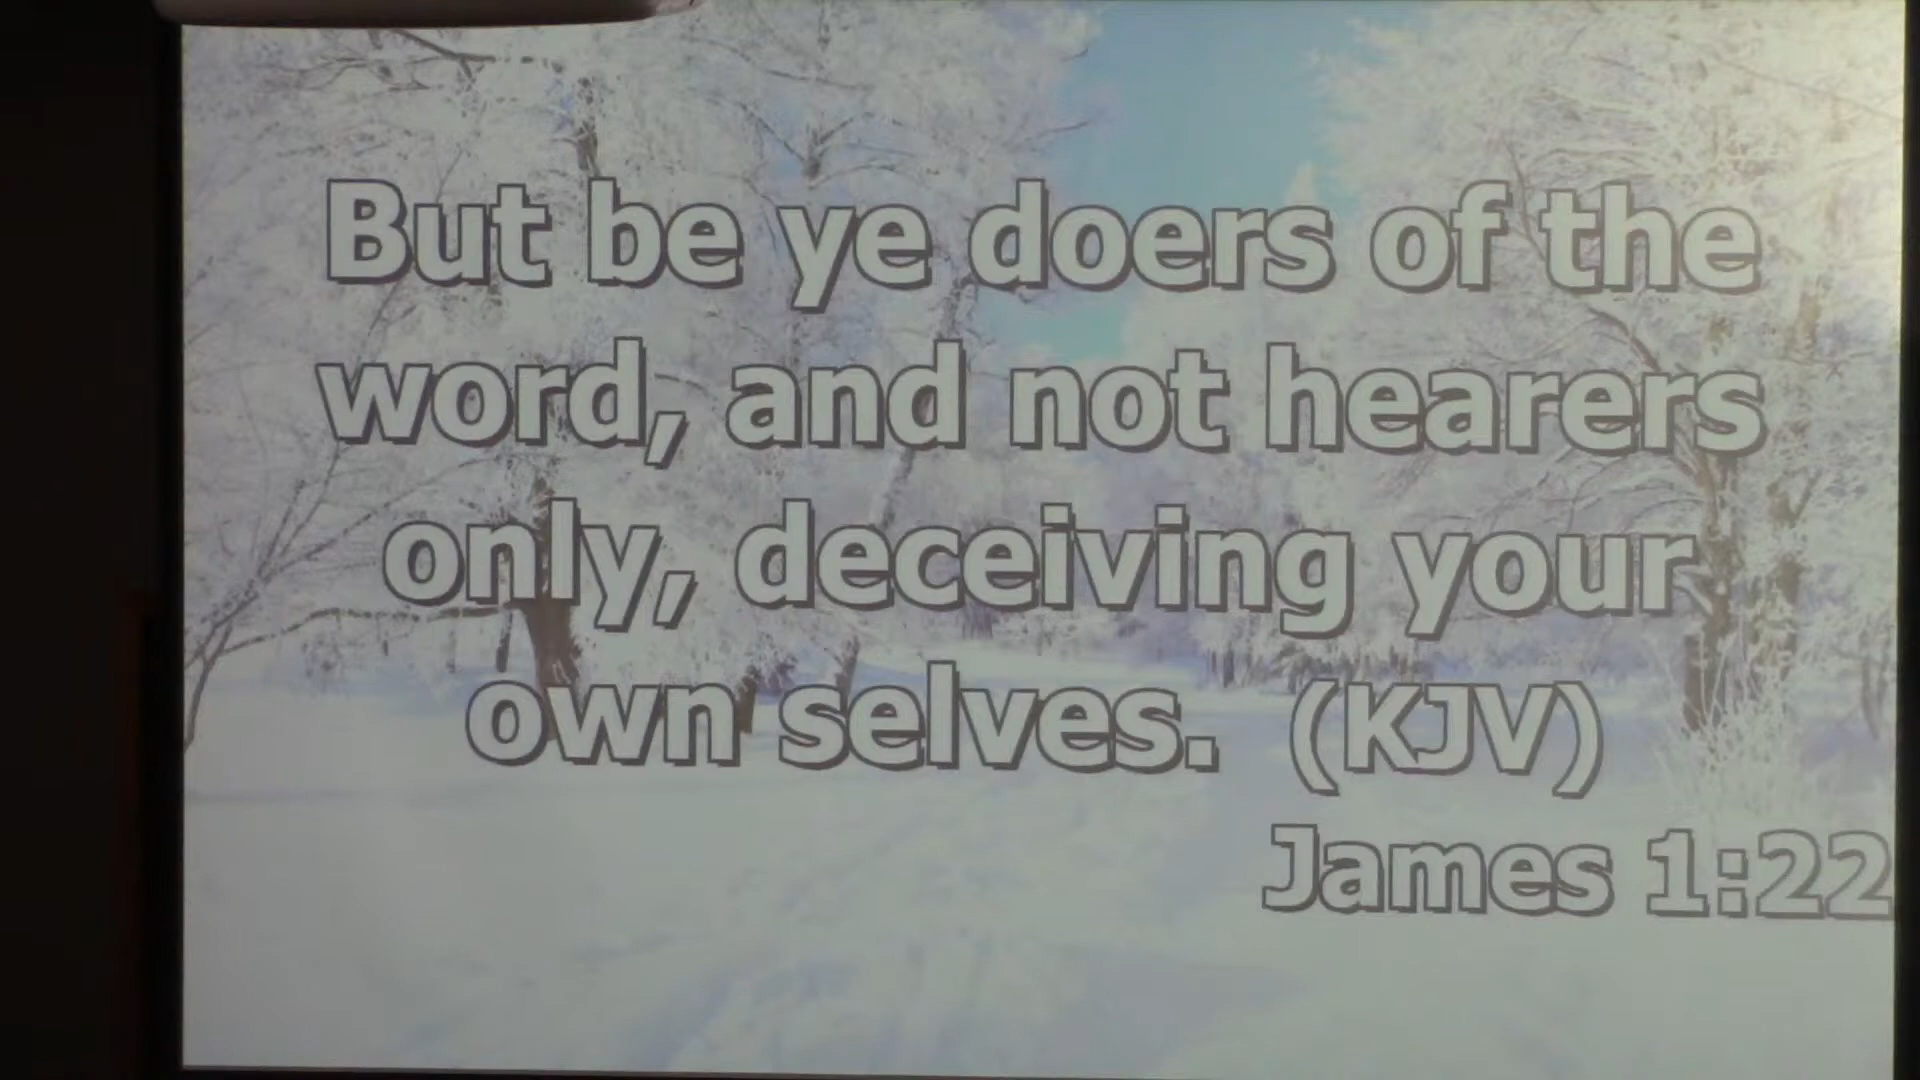 But be ye doers of the
word, and not hearers
only, deceiving your
own selves. (KJV)
James 1:22